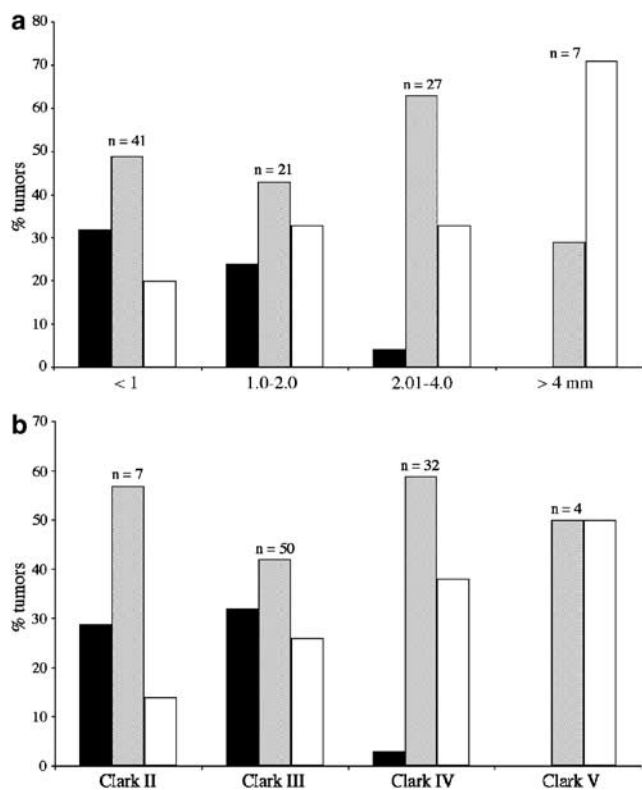 a
80
70
60
50
40
30
20
10
0
% tumors
n = 41
n = 21
n = 27
n = 7
< 1
1.0-2.0
2.01-4.0
> 4 mm
b
70
60
50
40
30
20
10
0
% tumors
n = 7
n = 50
n = 32
n = 4
Clark II
Clark III
Clark IV
Clark V